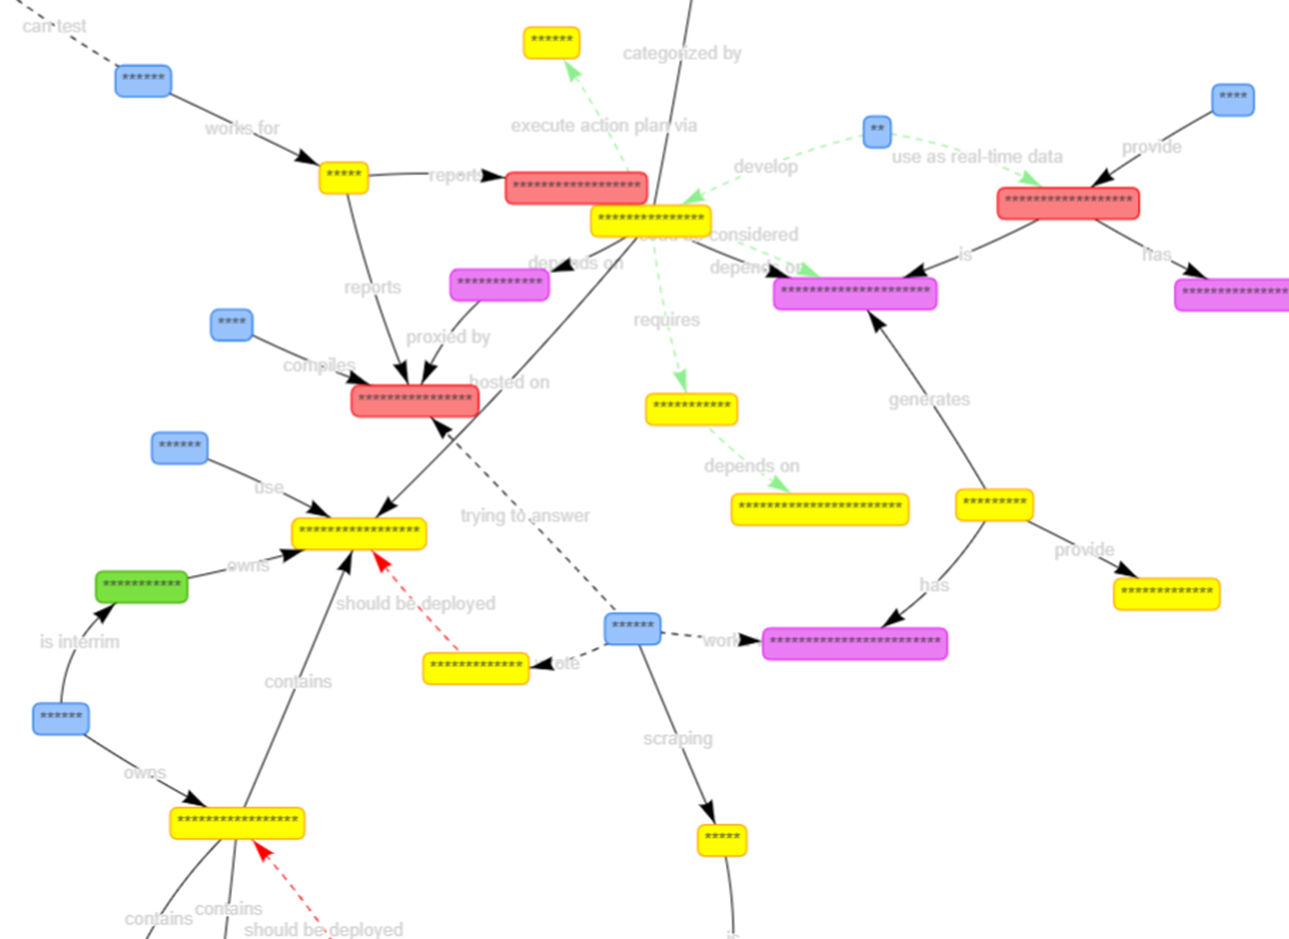 can test
******
categorized by
******
****
works for
execute action plan via
**
provide
develop
use as real-time data
*****
reports
******************
******************
***************
considered
depends on
depends on
is
has
************
*********************
reports
requires
****
proxied by
compiles
hosted on
****************
***********
generates
******
depends on
use
***********************
*********
trying to answer
*****************
provide
owns
***********
has
*************
should be deployed
******
is interrim
work
************************
*************
contains
******
scraping
owns
*****************
*****
contains
contains
should be deployed
is